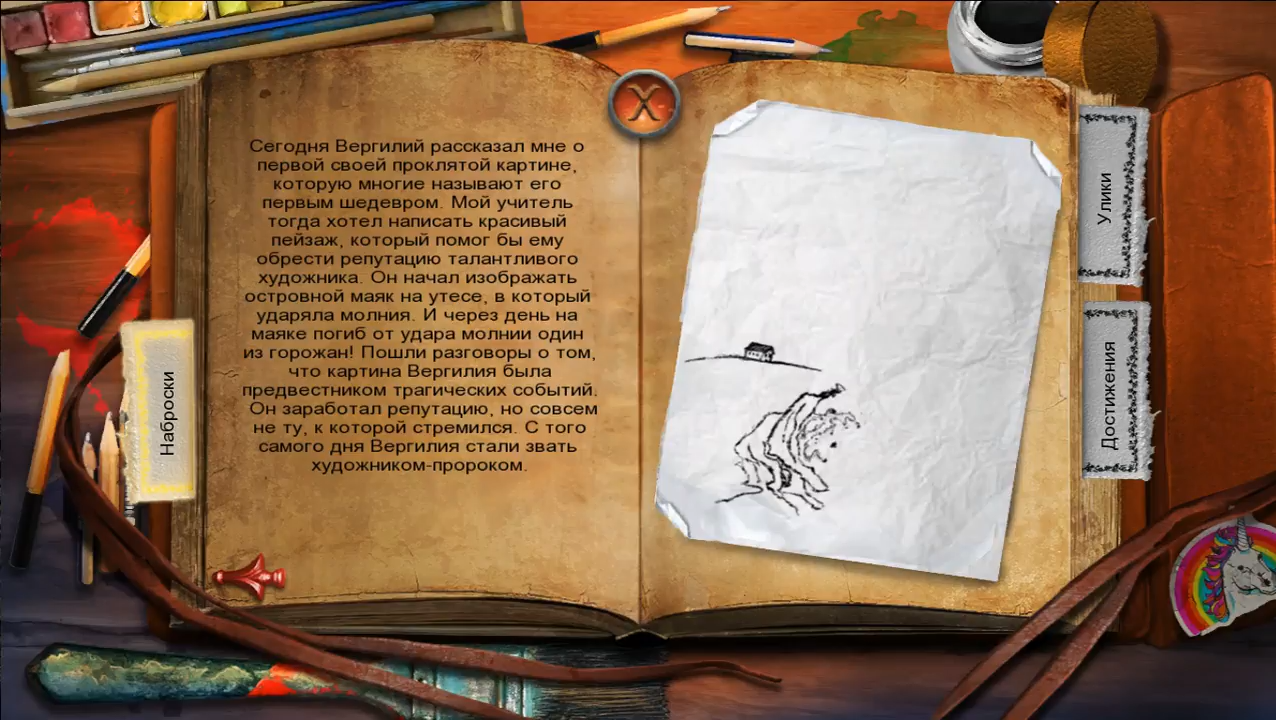 Сегодня Вергилий рассказал мне о
первой своей проклятой картине,
которую многие называют его
первым шедевром. Мой учитель
тогда хотел написать красивый
пейзаж, который помог бы ему
обрести репутацию талантливого
художника. Он начал изображать
островной маяк на утесе, в который
ударяла молния. И через день на
маяке погиб от удара молнии один
из горожан! Пошли разговоры о том,
что картина Вергилия была
предвестником трагических событий.
Он заработал репутацию, но совсем
не ту, к которой стремился. С того
самого дня Вергилия стали звать
художником-пророком.
Наброски
X
Улики
Достижения